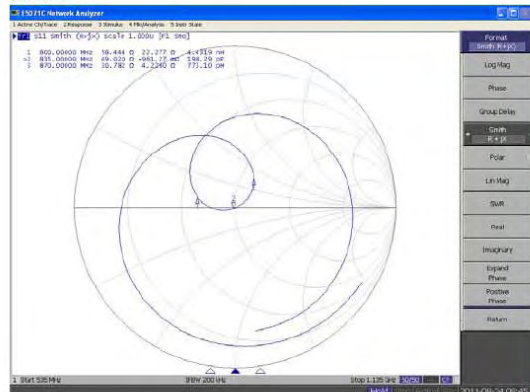 E5071C Network Analyzer
1 Active Ch/Trace 2 Response 3 Stimulus 4 Mkr/Analysis 5 Instr State
Tr1 S11 Smith (R+jX) Scale 1.000U [F1 Smo]
1 800.00000 MHz 58.444 Ω 22.277 Ω 4.4319 nH
>2 835.00000 MHz 49.020 Ω -961.27 mΩ 198.29 pF
3 870.00000 MHz 30.782 Ω 4.2260 Ω 773.10 pH
Format
Smith (R+jX)
Log Mag
Phase
Group Delay
Smith
R + jX
Polar
Lin Mag
SWR
Real
Imaginary
Expand
Phase
Positive
Phase
Return
1 Start 535 MHz IFBW 200 kHz Stop 1.135 GHz